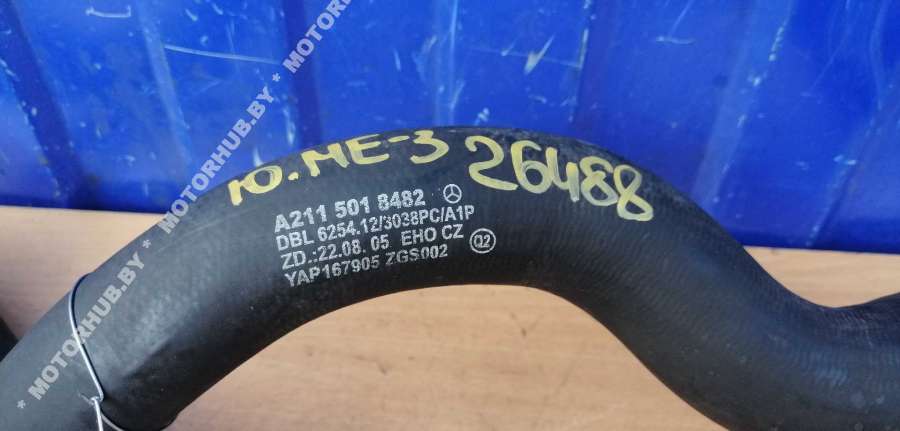 * MOTORHUB.BY * MOTORHUB.BY * MOTORHUB.BY *
Ю.МЕ-3 26488
A211 501 8482
DBL 6254.12/3038PC/A1P
ZD.:22.08.05 EHO CZ Q2
YAP167905 ZGS002